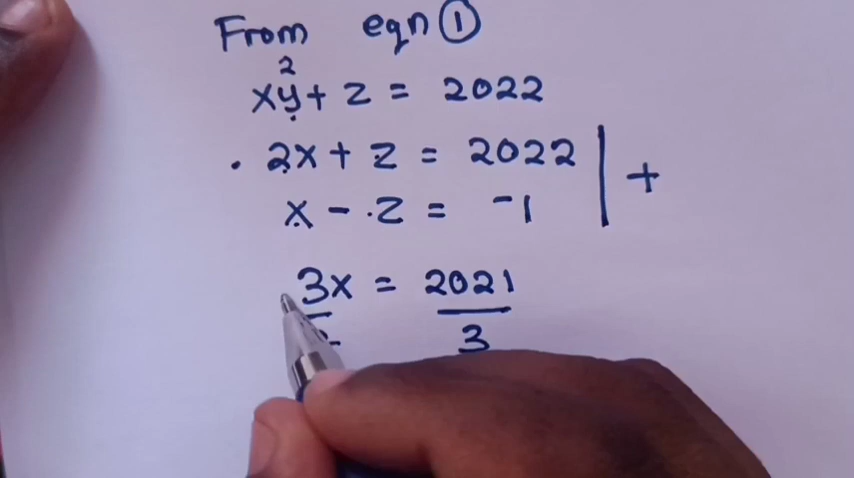 From eqn ①
2
xy + z = 2022
. 2x + z = 2022 | +
x - z = -1
3x = 2021
3